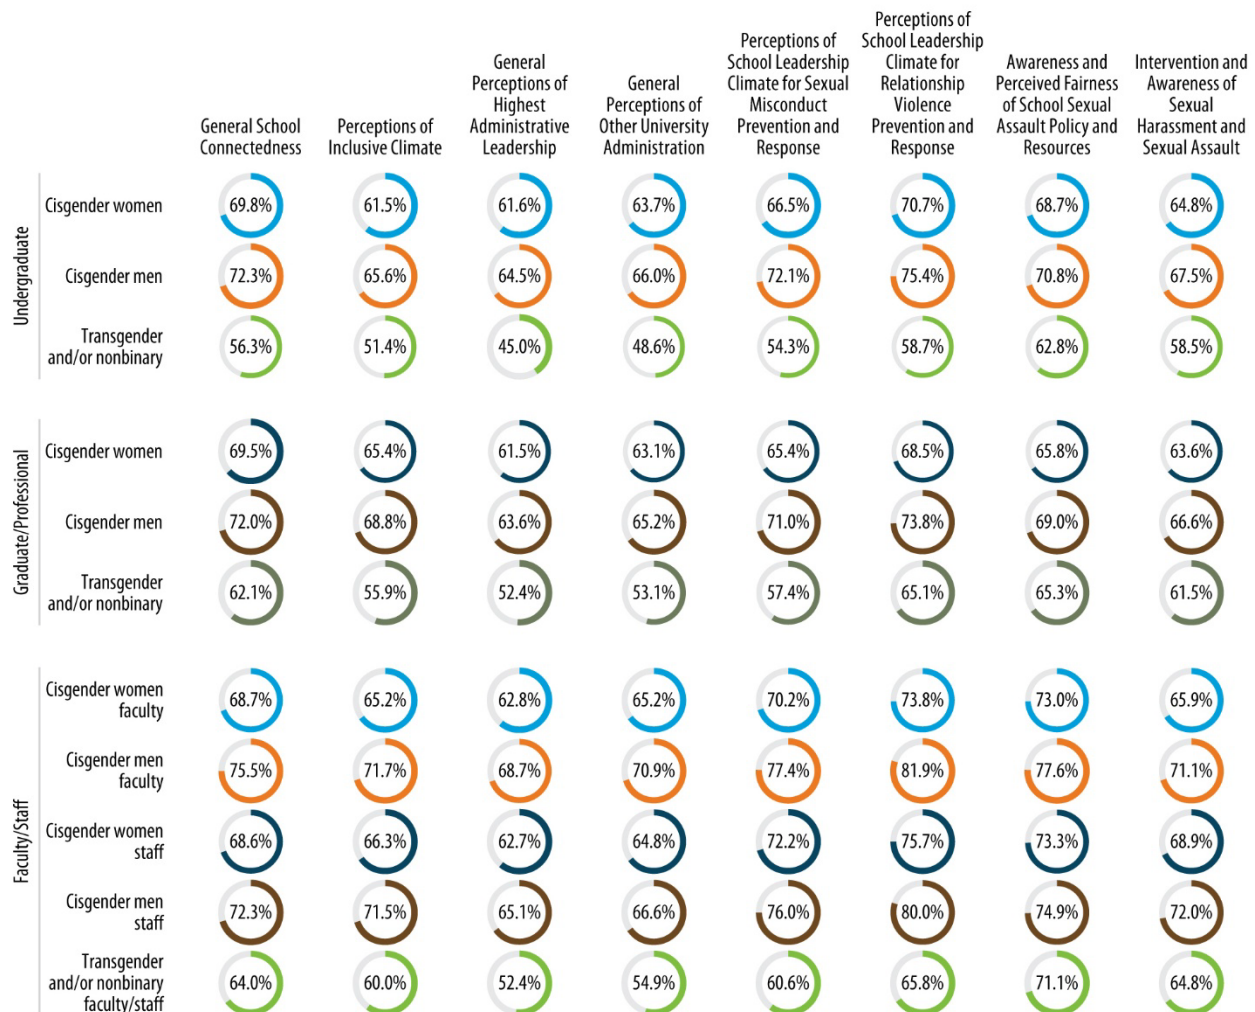 General School
Connectedness
Perceptions of
Inclusive Climate
General
Perceptions of
Highest
Administrative
Leadership
General
Perceptions of
Other University
Administration
Perceptions of
School Leadership
Climate for Sexual
Misconduct
Prevention and
Response
Perceptions of
School Leadership
Climate for
Relationship
Violence
Prevention and
Response
Awareness and
Perceived Fairness
of School Sexual
Assault Policy and
Resources
Intervention and
Awareness of
Sexual
Harassment and
Sexual Assault
Undergraduate
Cisgender women
69.8% 61.5% 61.6% 63.7% 66.5% 70.7% 68.7% 64.8%
Cisgender men
72.3% 65.6% 64.5% 66.0% 72.1% 75.4% 70.8% 67.5%
Transgender
and/or nonbinary
56.3% 51.4% 45.0% 48.6% 54.3% 58.7% 62.8% 58.5%
Graduate/Professional
Cisgender women
69.5% 65.4% 61.5% 63.1% 65.4% 68.5% 65.8% 63.6%
Cisgender men
72.0% 68.8% 63.6% 65.2% 71.0% 73.8% 69.0% 66.6%
Transgender
and/or nonbinary
62.1% 55.9% 52.4% 53.1% 57.4% 65.1% 65.3% 61.5%
Faculty/Staff
Cisgender women
faculty
68.7% 65.2% 62.8% 65.2% 70.2% 73.8% 73.0% 65.9%
Cisgender men
faculty
75.5% 71.7% 68.7% 70.9% 77.4% 81.9% 77.6% 71.1%
Cisgender women
staff
68.6% 66.3% 62.7% 64.8% 72.2% 75.7% 73.3% 68.9%
Cisgender men
staff
72.3% 71.5% 65.1% 66.6% 76.0% 80.0% 74.9% 72.0%
Transgender
and/or nonbinary
faculty/staff
64.0% 60.0% 52.4% 54.9% 60.6% 65.8% 71.1% 64.8%